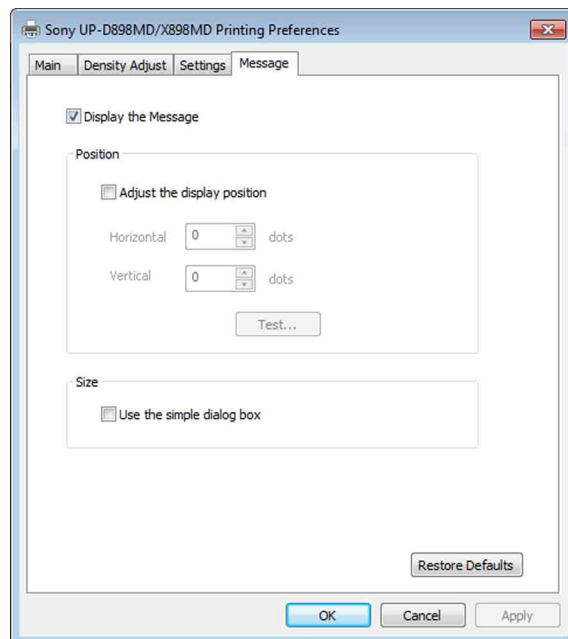 Sony UP-D898MD/X898MD Printing Preferences
Main Density Adjust Settings Message
Display the Message
Position
Adjust the display position
Horizontal 0 dots
Vertical 0 dots
Test...
Size
Use the simple dialog box
Restore Defaults
OK Cancel Apply